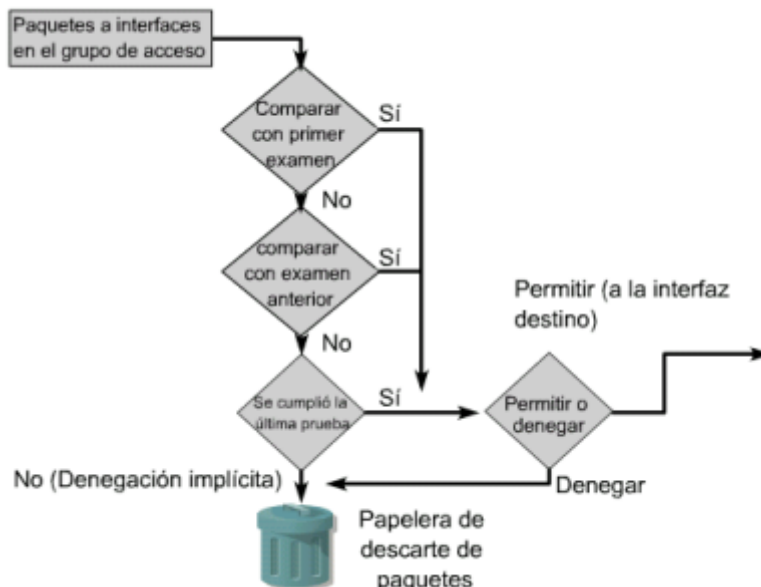 Paquetes a interfaces
en el grupo de acceso
Comparar
con primer
examen
Sí
No
comparar
con examen
anterior
Sí
No
Permitir (a la interfaz
destino)
Se cumplió la
última prueba
Sí
Permitir o
denegar
No (Denegación implícita)
Denegar
Papelera de
descarte de
paquetes